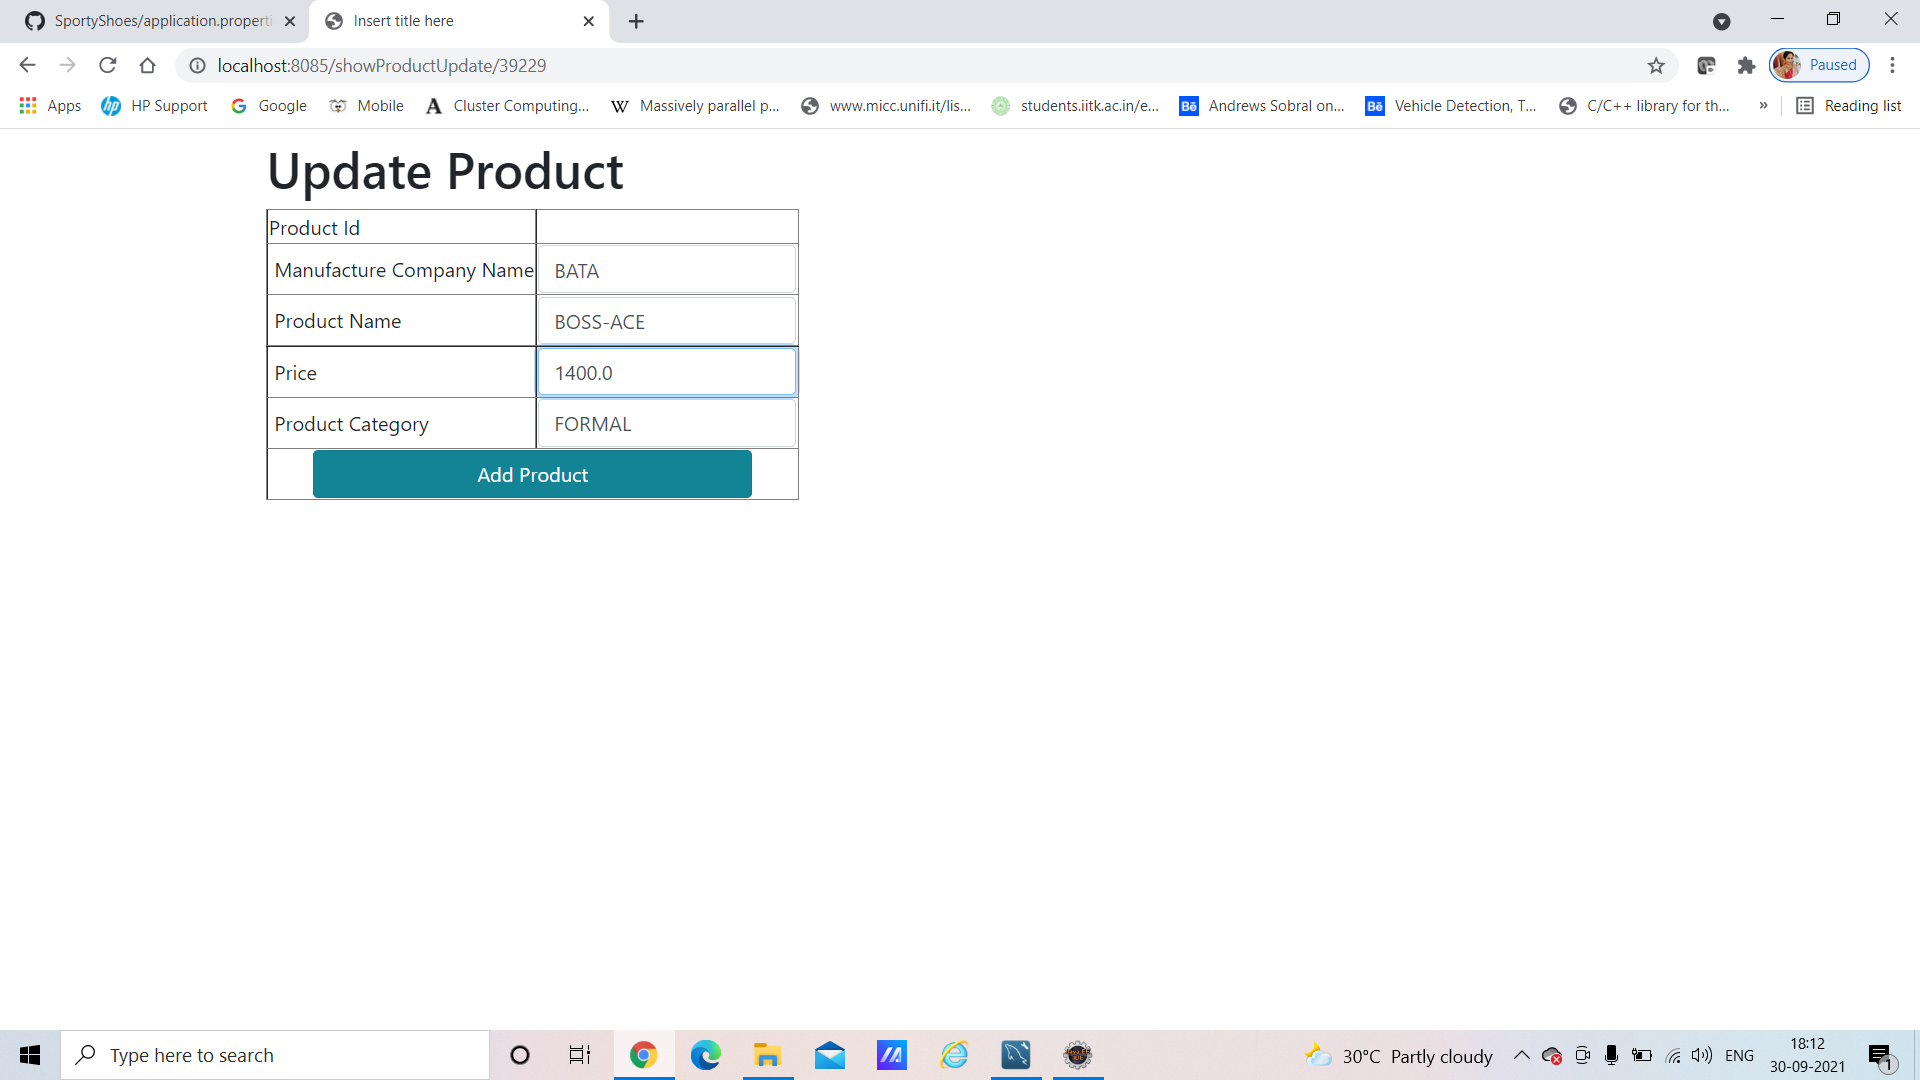 SportyShoes/application.properti
Insert title here
localhost:8085/showProductUpdate/39229
Paused
Apps
HP Support
Google
Mobile
Cluster Computing...
Massively parallel p...
www.micc.unifi.it/lis...
students.iitk.ac.in/e...
Andrews Sobral on...
Vehicle Detection, T...
C/C++ library for th...
»
Reading list
Update Product
Product Id
Manufacture Company Name BATA
Product Name BOSS-ACE
Price 1400.0
Product Category FORMAL
Add Product
Type here to search
30°C Partly cloudy
ENG
18:12
30-09-2021
1